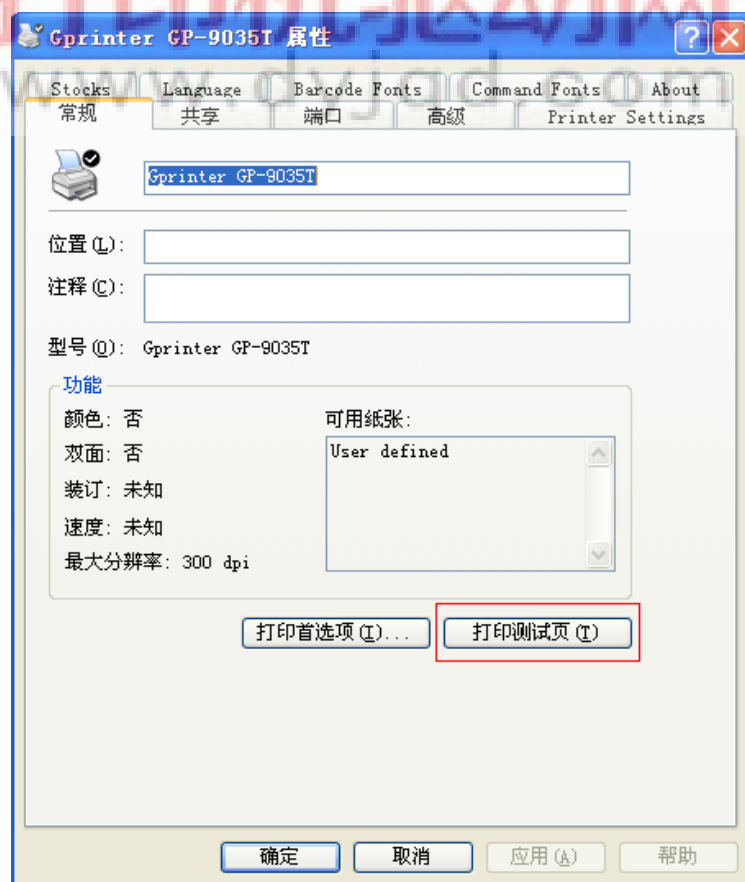 Gprinter GP-9035T 属性
www.dyjqd.com
Stocks Language Barcode Fonts Command Fonts About
常规 共享 端口 高级 Printer Settings
Gprinter GP-9035T
位置(L):
注释(C):
型号(O): Gprinter GP-9035T
功能
颜色: 否 可用纸张:
双面: 否 User defined
装订: 未知
速度: 未知
最大分辨率: 300 dpi
打印首选项(I)... 打印测试页(T)
确定 取消 应用(A) 帮助